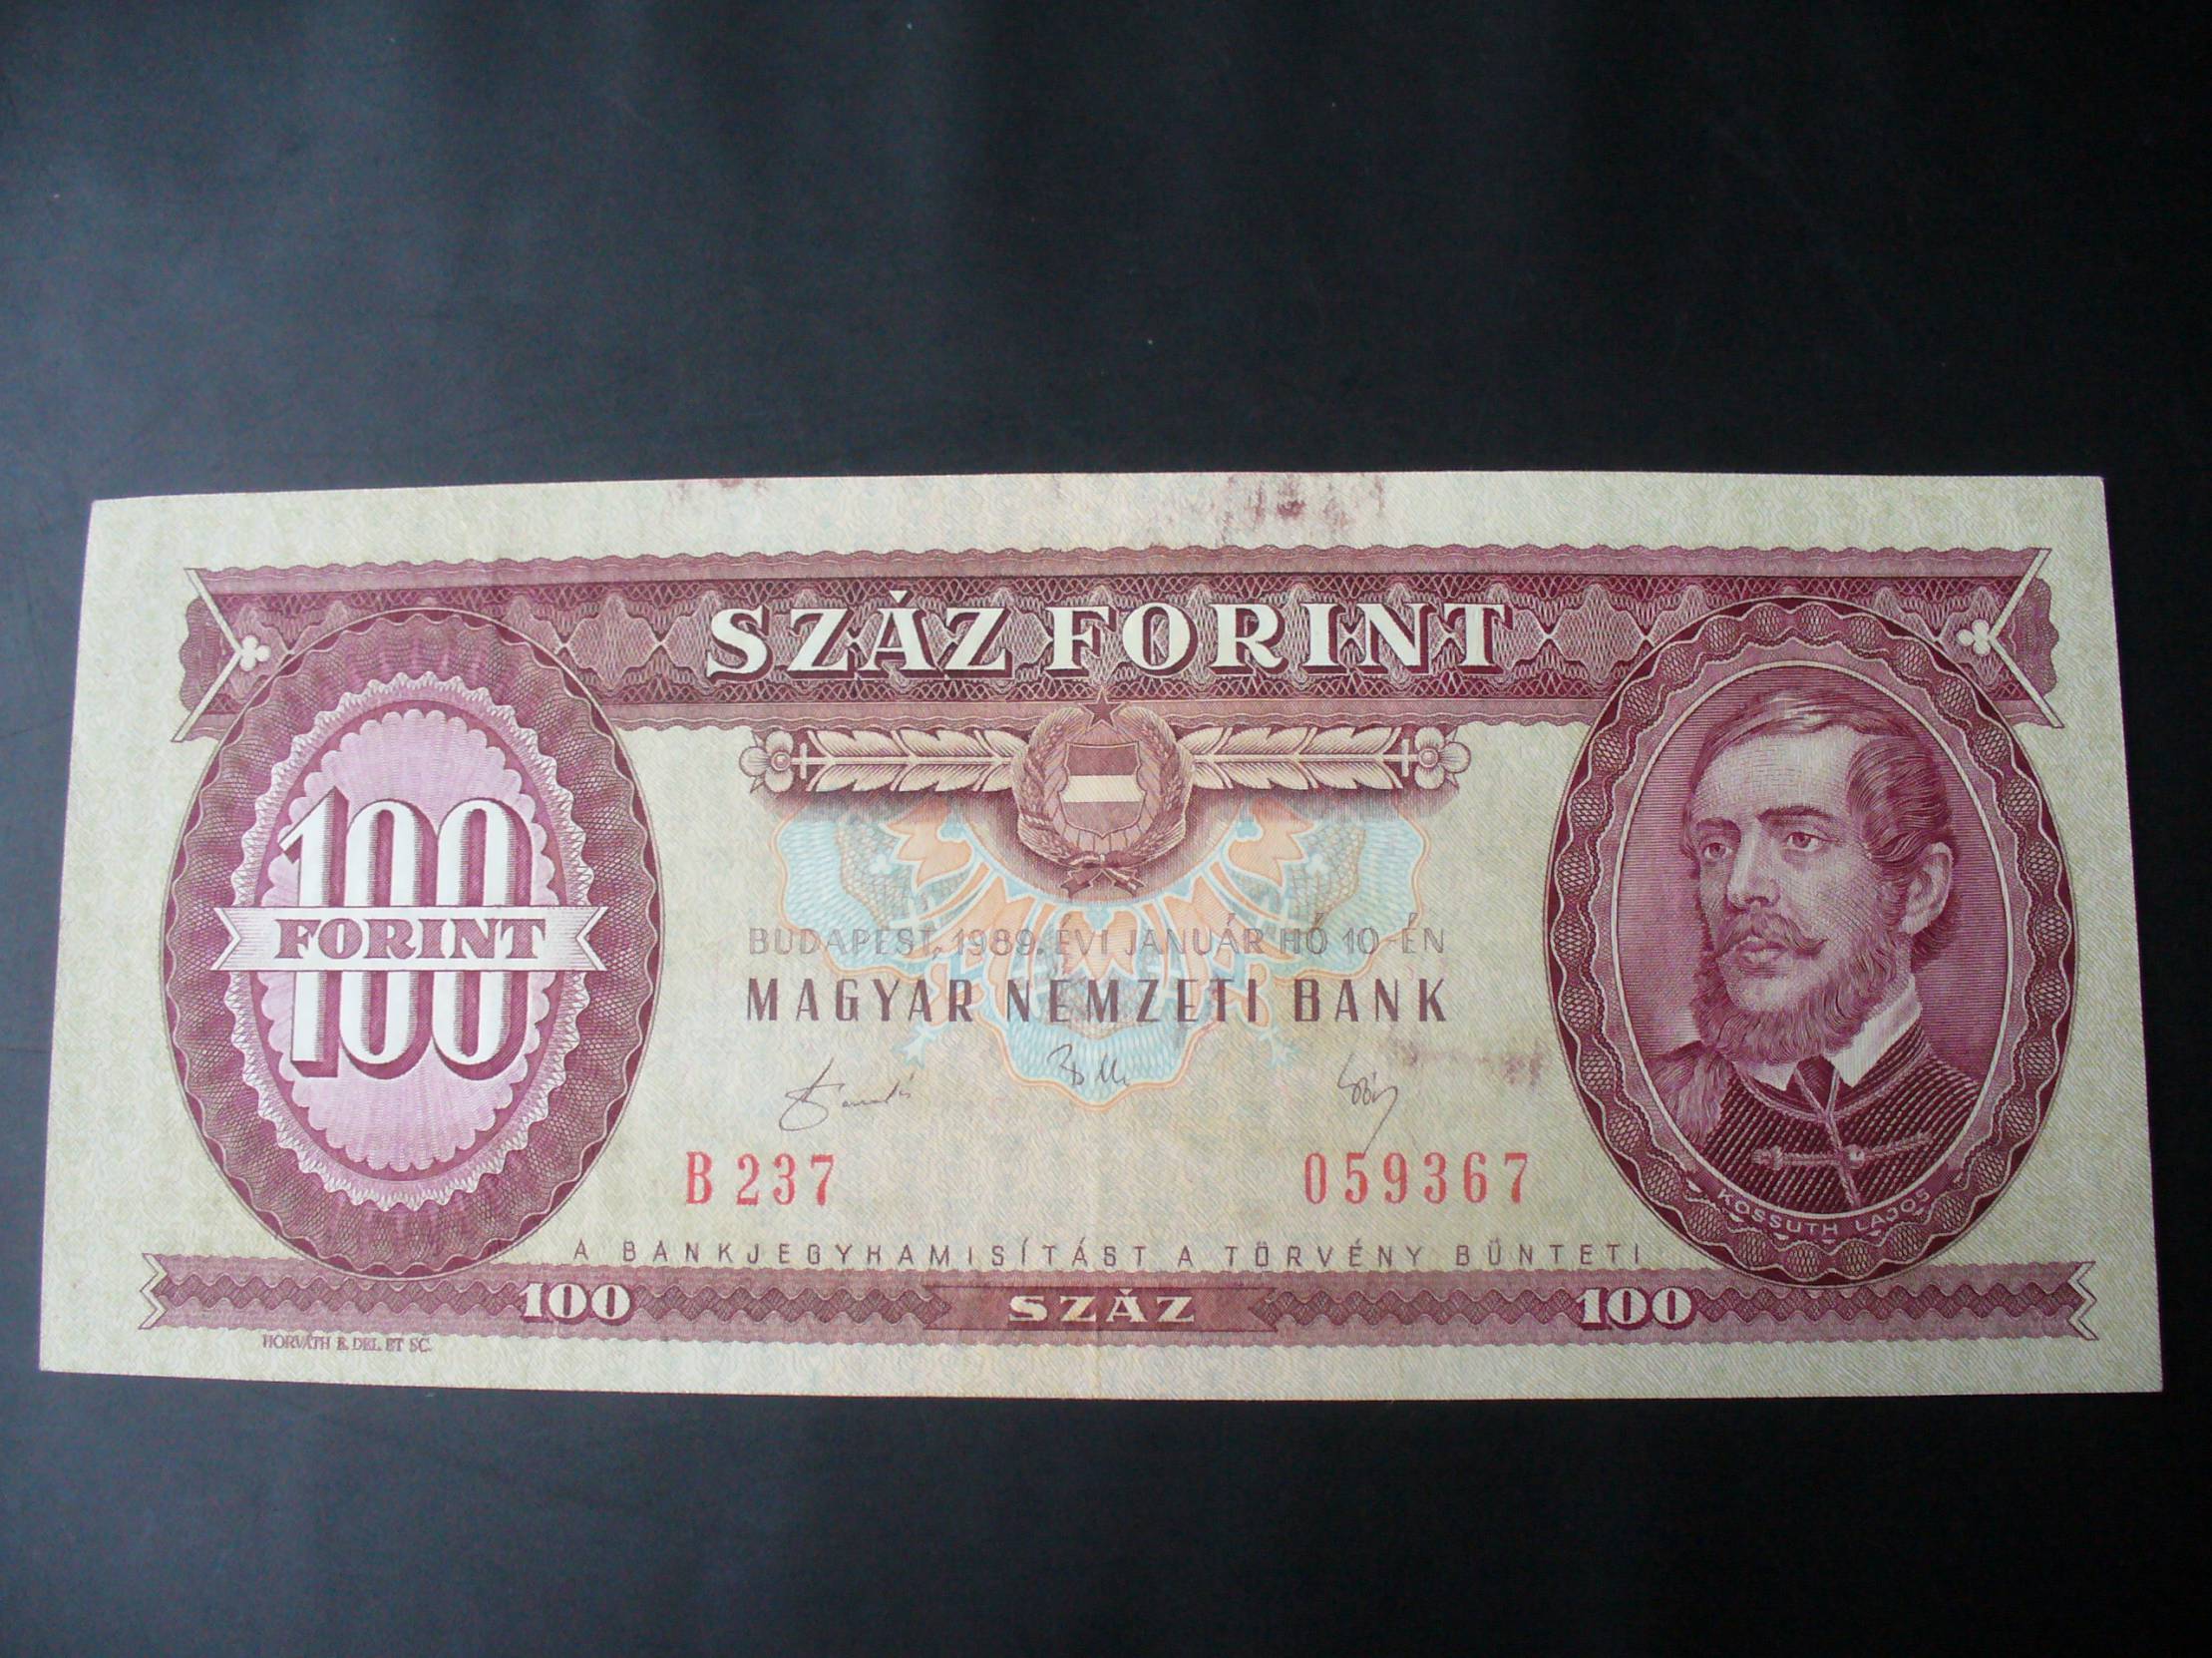 SZÁZ FORINT
100
FORINT
100
BUDAPEST, 1989. ÉVI JANUÁR HÓ 10-ÉN
MAGYAR NEMZETI BANK
B 237
059367
KOSSUTH LAJOS
A BANKJEGYHAMISÍTÁST A TÖRVÉNY BÜNTETI
100 SZÁZ 100
HORVÁTH E. DEL. ET SC.